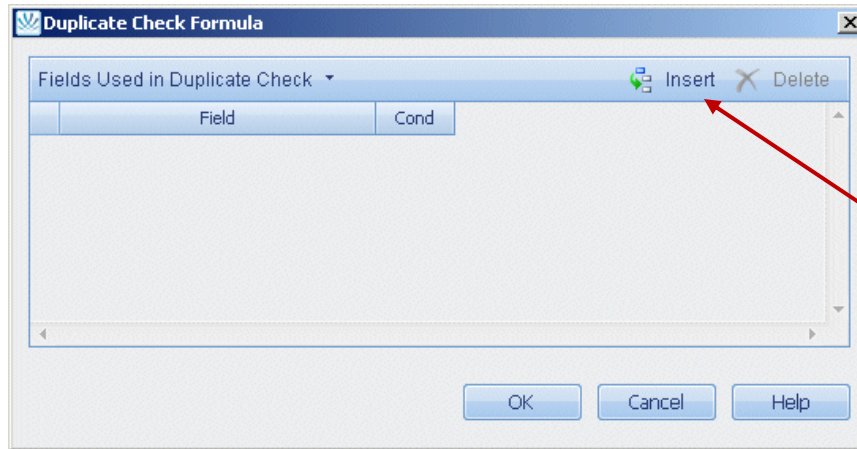 Duplicate Check Formula
Fields Used in Duplicate Check Insert Delete
Field Cond
OK Cancel Help